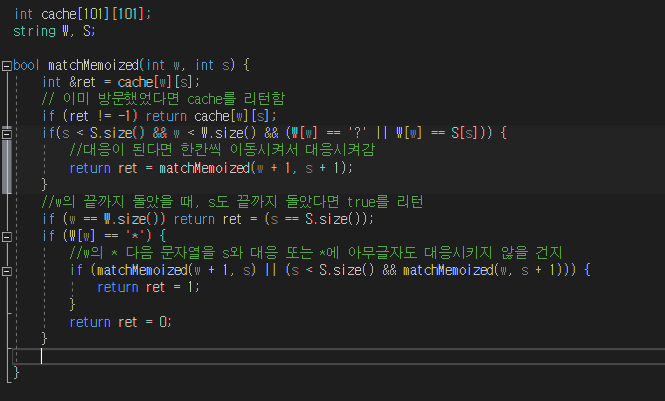 int cache[101][101];
string W, S;
bool matchMemoized(int w, int s) {
int &ret = cache[w][s];
// 이미 방문했었다면 cache를 리턴함
if (ret != -1) return cache[w][s];
if(s < S.size() && w < W.size() && (W[w] == '?' || W[w] == S[s])) {
//대응이 된다면 한칸씩 이동시켜서 대응시켜감
return ret = matchMemoized(w + 1, s + 1);
}
//w의 끝까지 돌았을 때, s도 끝까지 돌았다면 true를 리턴
if (w == W.size()) return ret = (s == S.size());
if (W[w] == '*') {
//w의 * 다음 문자열을 s와 대응 또는 *에 아무글자도 대응시키지 않을 건지
if (matchMemoized(w + 1, s) || (s < S.size() && matchMemoized(w, s + 1))) {
return ret = 1;
}
return ret = 0;
}
}